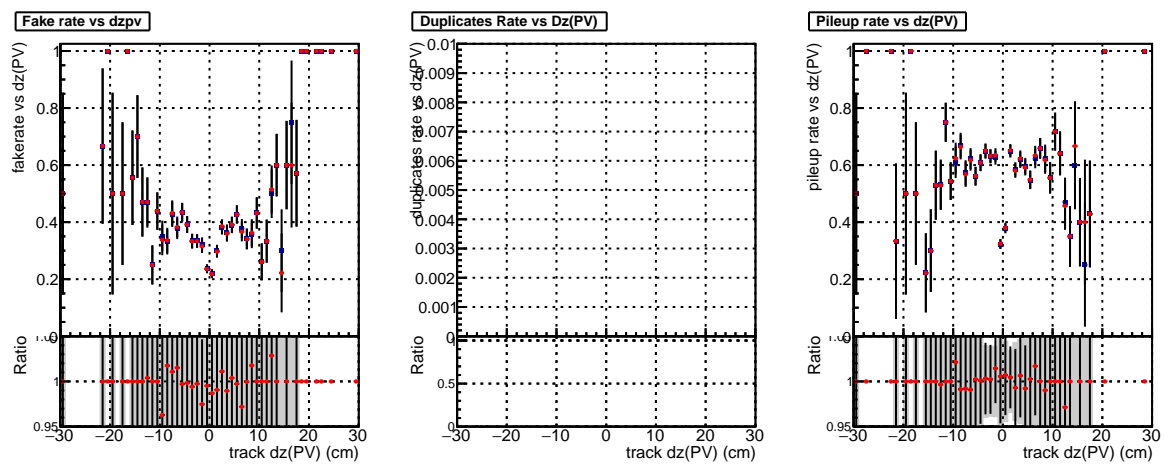 Fake rate vs dzpv
fakerate vs dz(PV)
1
0.8
0.6
0.4
0.2
0
Ratio
1
0.95
−30 −20 −10 0 10 20 30
track dz(PV) (cm)
Duplicates Rate vs Dz(PV)
duplicates rate vs Dz(PV)
0.01
0.009
0.008
0.007
0.006
0.005
0.004
0.003
0.002
0.001
0
Ratio
1
0.5
0
−30 −20 −10 0 10 20 30
track dz(PV) (cm)
Pileup rate vs dz(PV)
pileup rate vs dz(PV)
1
0.8
0.6
0.4
0.2
0
Ratio
1
0.95
−30 −20 −10 0 10 20 30
track dz(PV) (cm)